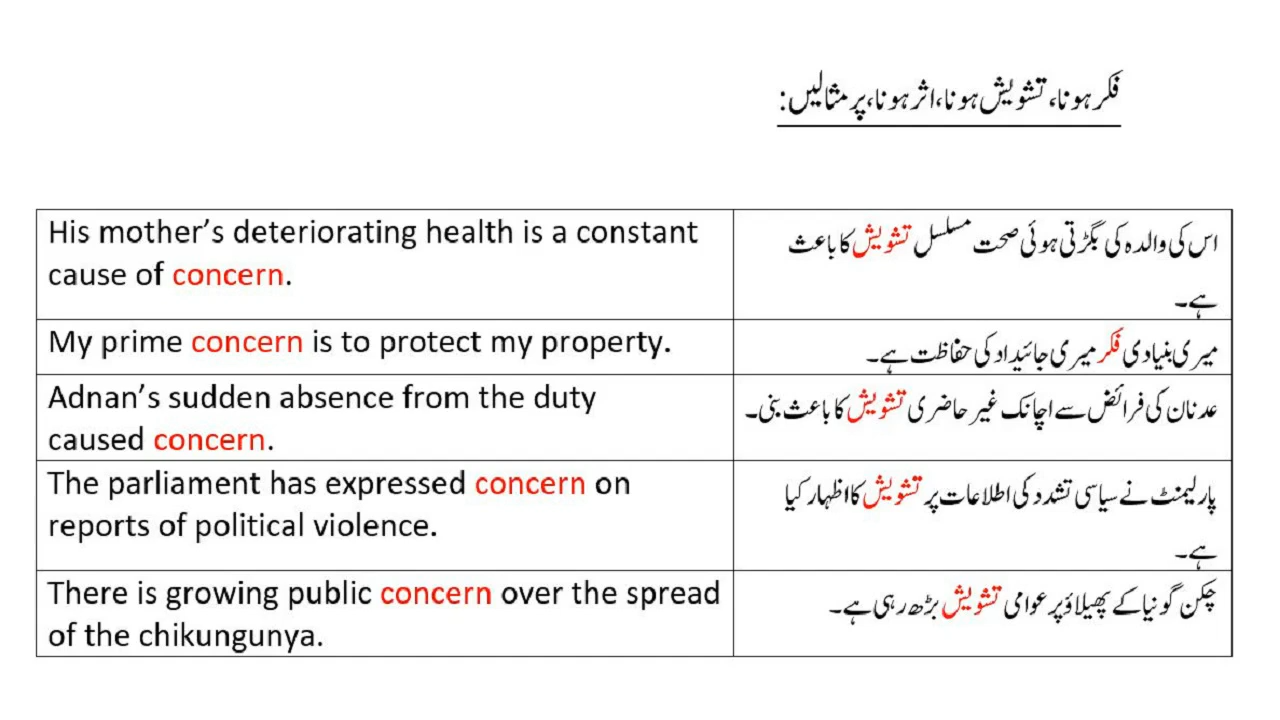 فکر ہونا، تشویش ہونا، اثر ہونا، پر مثالیں:
His mother’s deteriorating health is a constant
cause of concern.
اس کی والدہ کی بگڑتی ہوئی صحت مسلسل تشویش کا باعث
ہے۔
My prime concern is to protect my property.
میری بنیادی فکر میری جائیداد کی حفاظت ہے۔
Adnan’s sudden absence from the duty
caused concern.
عدنان کی فرائض سے اچانک غیر حاضری تشویش کا باعث بنی۔
The parliament has expressed concern on
reports of political violence.
پارلیمنٹ نے سیاسی تشدد کی اطلاعات پر تشویش کا اظہار کیا
ہے۔
There is growing public concern over the spread
of the chikungunya.
چکن گونیا کے پھیلاؤ پر عوامی تشویش بڑھ رہی ہے۔